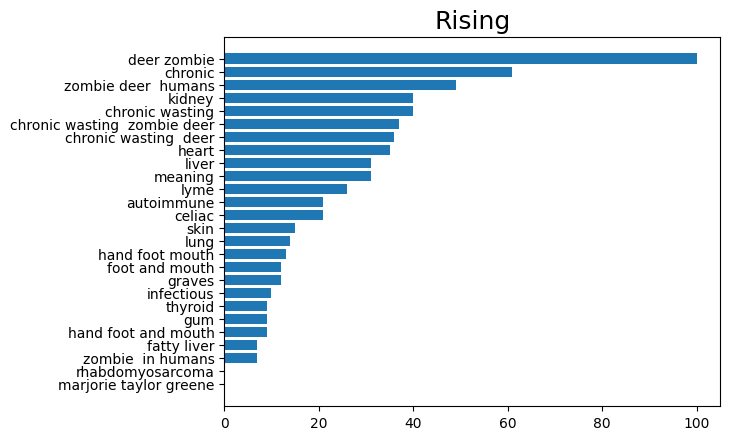 Rising
deer zombie
chronic
zombie deer  humans
kidney
chronic wasting
chronic wasting  zombie deer
chronic wasting  deer
heart
liver
meaning
lyme
autoimmune
celiac
skin
lung
hand foot mouth
foot and mouth
graves
infectious
thyroid
gum
hand foot and mouth
fatty liver
zombie  in humans
rhabdomyosarcoma
marjorie taylor greene
0 20 40 60 80 100